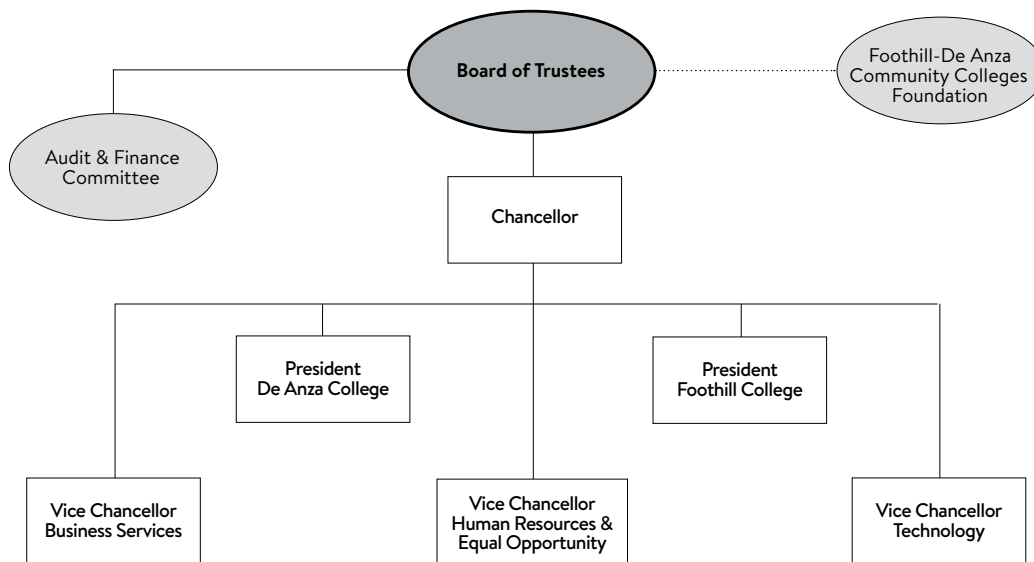 Board of Trustees
Foothill-De Anza
Community Colleges
Foundation
Audit & Finance
Committee
Chancellor
President
De Anza College
President
Foothill College
Vice Chancellor
Business Services
Vice Chancellor
Human Resources &
Equal Opportunity
Vice Chancellor
Technology